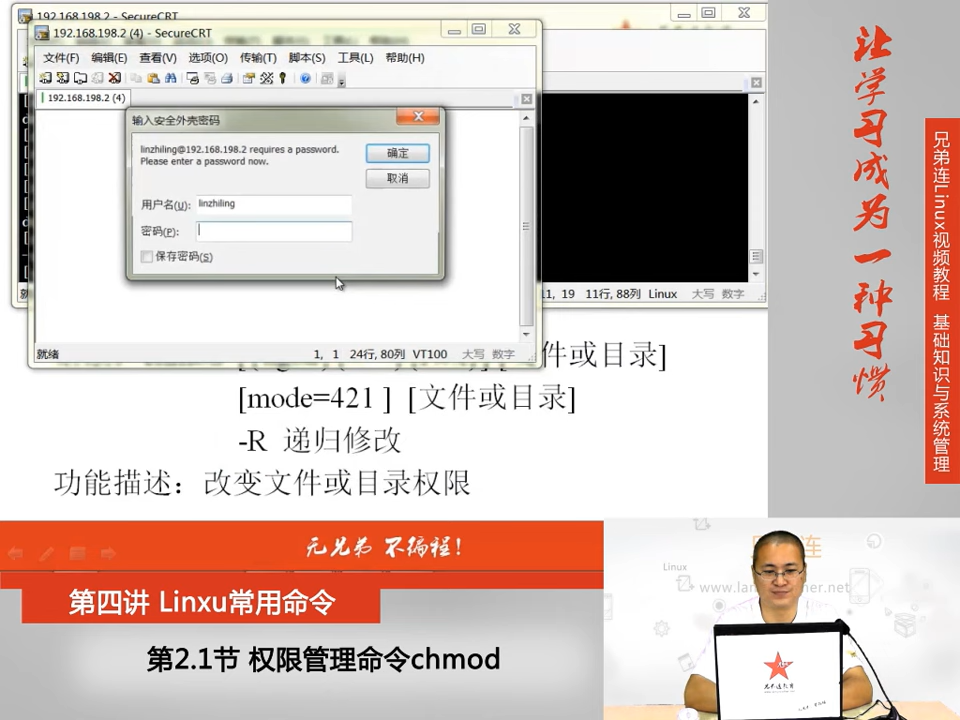 192.168.198.2 - SecureCRT
192.168.198.2 (4) - SecureCRT
文件(F) 编辑(E) 查看(V) 选项(O) 传输(T) 脚本(S) 工具(L) 帮助(H)
192.168.198.2 (4)
输入安全外壳密码
linzhiling@192.168.198.2 requires a password.
Please enter a password now.
确定
取消
用户名(U): linzhiling
密码(P):
保存密码(S)
就绪 1, 1 24行, 80列 VT100 大写 数字
11, 19 11行, 88列 Linux 大写 数字
件或目录]
[mode=421 ] [文件或目录]
-R 递归修改
功能描述：改变文件或目录权限
让学习成为一种习惯
兄弟连Linux视频教程 基础知识与系统管理
无兄弟 不编程!
第四讲 Linxu常用命令
第2.1节 权限管理命令chmod
Linux